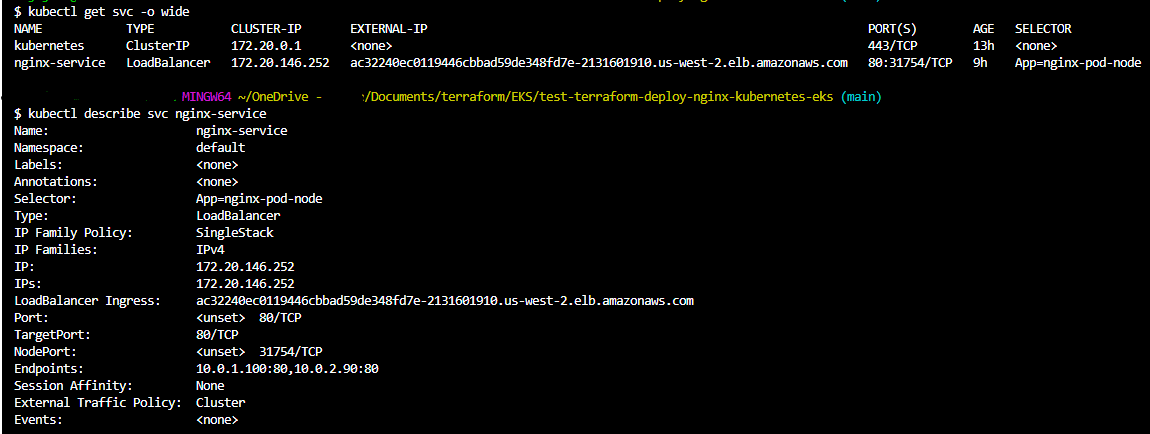 $ kubectl get svc -o wide
NAME TYPE CLUSTER-IP EXTERNAL-IP PORT(S) AGE SELECTOR
kubernetes ClusterIP 172.20.0.1 <none> 443/TCP 13h <none>
nginx-service LoadBalancer 172.20.146.252 ac32240ec0119446cbbad59de348fd7e-2131601910.us-west-2.elb.amazonaws.com 80:31754/TCP 9h App=nginx-pod-node
MINGW64 ~/OneDrive - /Documents/terraform/EKS/test-terraform-deploy-nginx-kubernetes-eks (main)
$ kubectl describe svc nginx-service
Name: nginx-service
Namespace: default
Labels: <none>
Annotations: <none>
Selector: App=nginx-pod-node
Type: LoadBalancer
IP Family Policy: SingleStack
IP Families: IPv4
IP: 172.20.146.252
IPs: 172.20.146.252
LoadBalancer Ingress: ac32240ec0119446cbbad59de348fd7e-2131601910.us-west-2.elb.amazonaws.com
Port: <unset> 80/TCP
TargetPort: 80/TCP
NodePort: <unset> 31754/TCP
Endpoints: 10.0.1.100:80,10.0.2.90:80
Session Affinity: None
External Traffic Policy: Cluster
Events: <none>